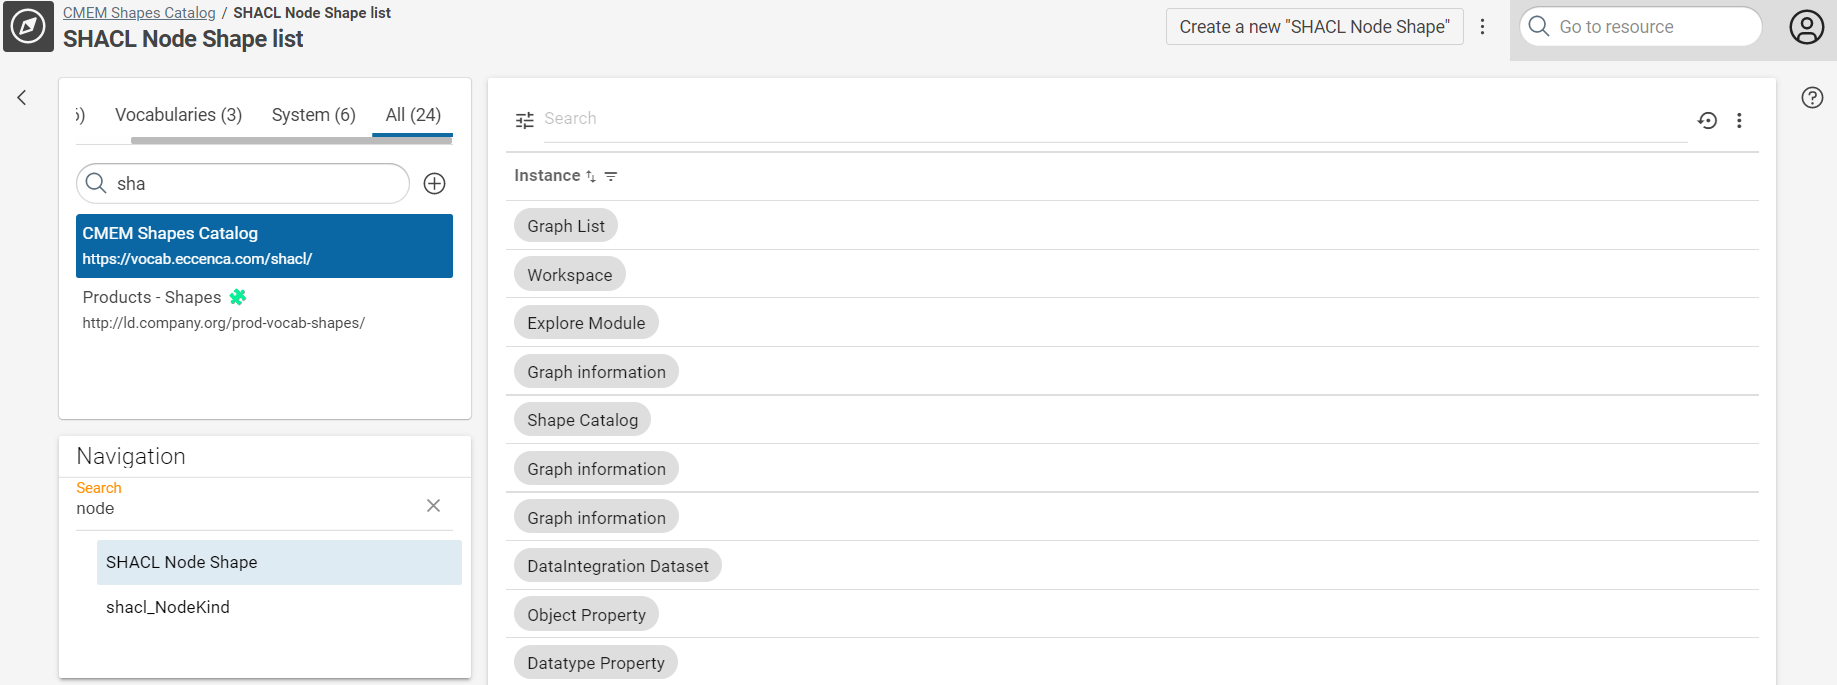 CMEM Shapes Catalog / SHACL Node Shape list
SHACL Node Shape list
Create a new "SHACL Node Shape"
Go to resource
Vocabularies (3) System (6) All (24)
sha
CMEM Shapes Catalog
https://vocab.eccenca.com/shacl/
Products - Shapes
http://ld.company.org/prod-vocab-shapes/
Navigation
Search
node
SHACL Node Shape
shacl_NodeKind
Search
Instance
Graph List
Workspace
Explore Module
Graph information
Shape Catalog
Graph information
Graph information
DataIntegration Dataset
Object Property
Datatype Property